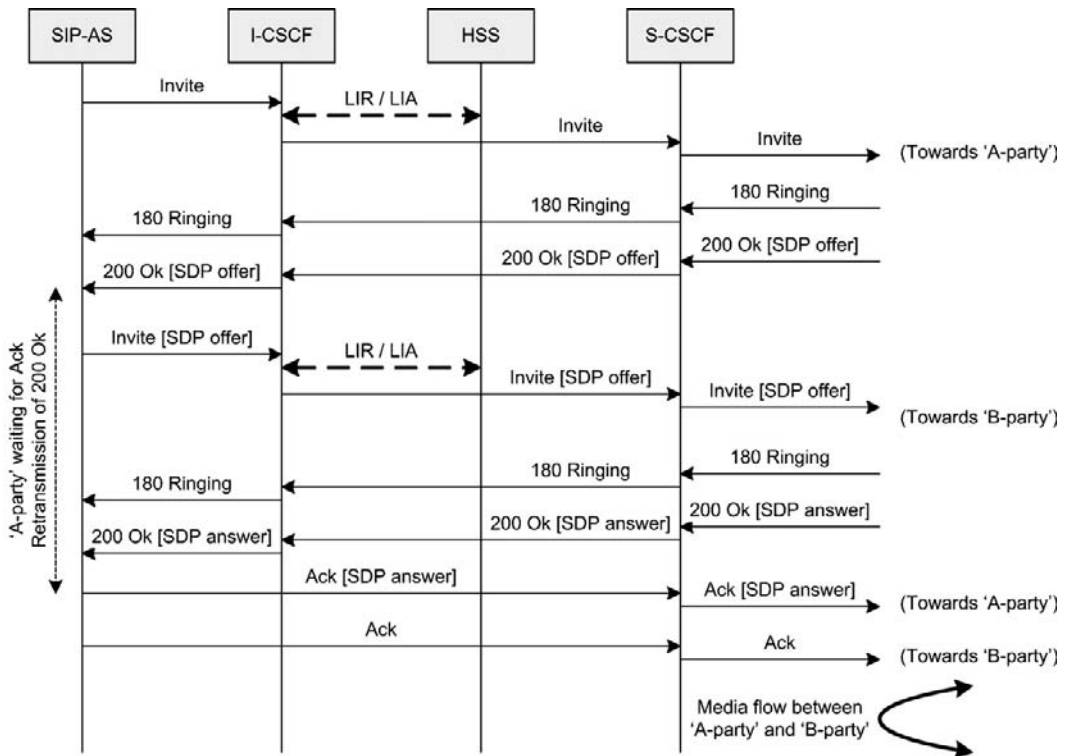 SIP-AS
I-CSCF
HSS
S-CSCF
Invite
LIR / LIA
Invite
Invite
(Towards ‘A-party’)
180 Ringing
180 Ringing
180 Ringing
200 Ok [SDP offer]
200 Ok [SDP offer]
200 Ok [SDP offer]
‘A-party’ waiting for Ack
Retransmission of 200 Ok
Invite [SDP offer]
LIR / LIA
Invite [SDP offer]
Invite [SDP offer]
(Towards ‘B-party’)
180 Ringing
180 Ringing
180 Ringing
200 Ok [SDP answer]
200 Ok [SDP answer]
200 Ok [SDP answer]
Ack [SDP answer]
Ack [SDP answer]
(Towards ‘A-party’)
Ack
Ack
(Towards ‘B-party’)
Media flow between
‘A-party’ and ‘B-party’